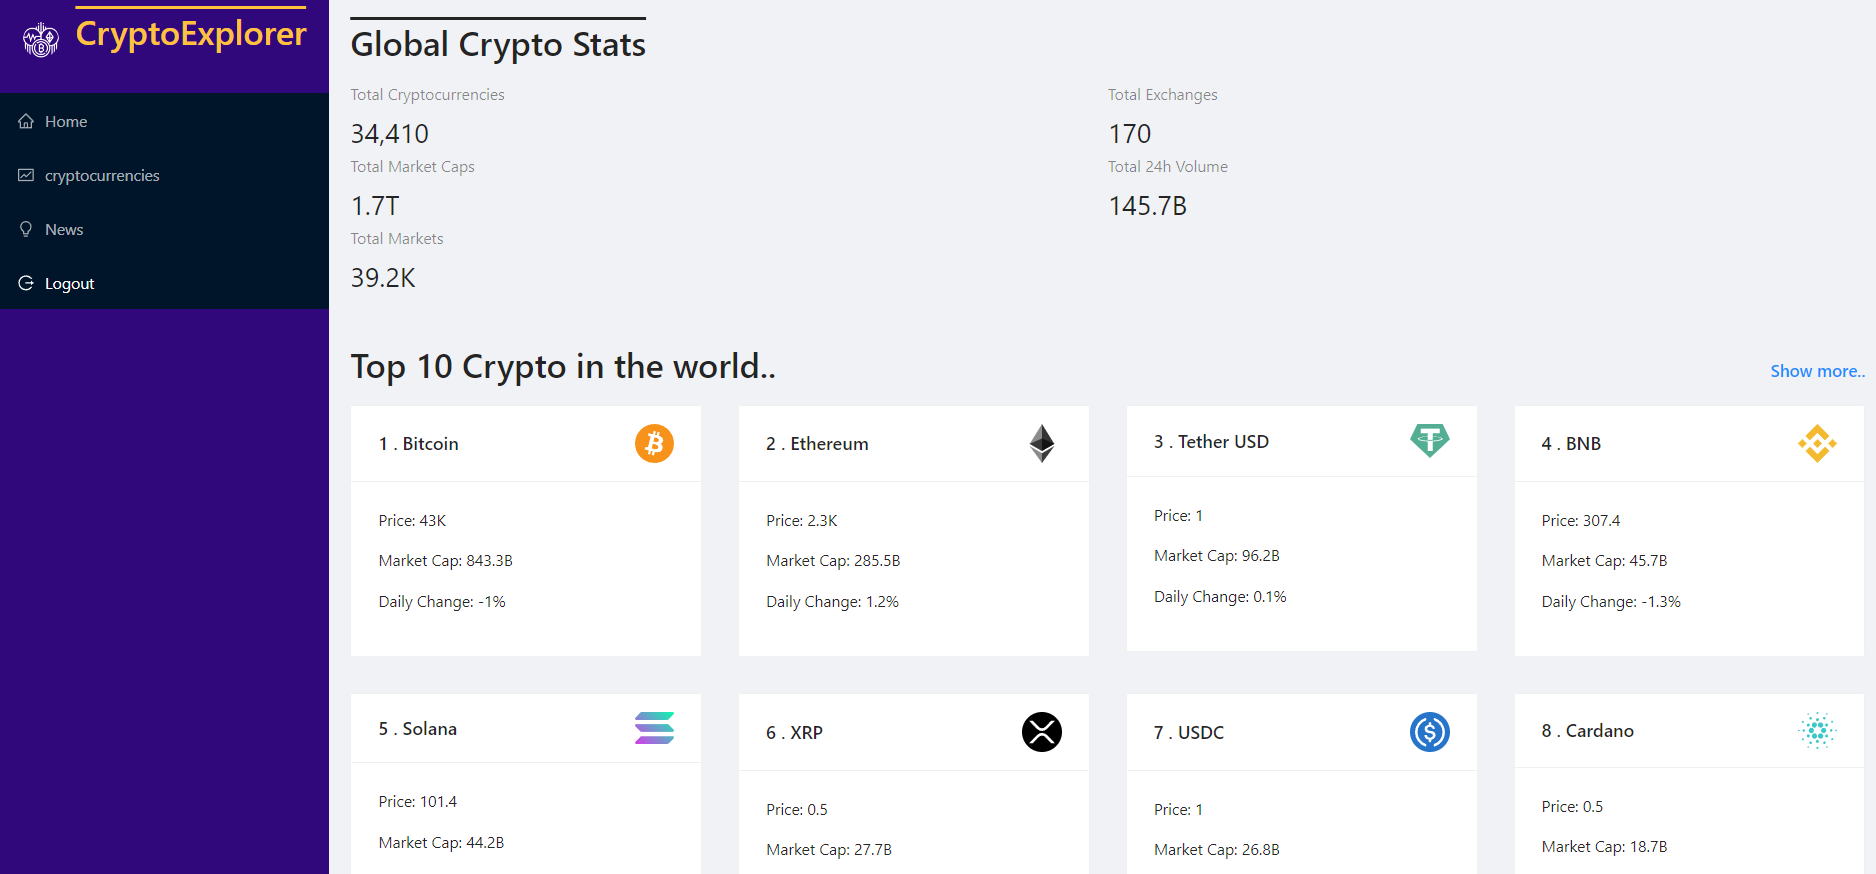 CryptoExplorer
Home
cryptocurrencies
News
Logout
Global Crypto Stats
Total Cryptocurrencies
34,410
Total Exchanges
170
Total Market Caps
1.7T
Total 24h Volume
145.7B
Total Markets
39.2K
Top 10 Crypto in the world..
Show more..
1 . Bitcoin
Price: 43K
Market Cap: 843.3B
Daily Change: -1%
2 . Ethereum
Price: 2.3K
Market Cap: 285.5B
Daily Change: 1.2%
3 . Tether USD
Price: 1
Market Cap: 96.2B
Daily Change: 0.1%
4 . BNB
Price: 307.4
Market Cap: 45.7B
Daily Change: -1.3%
5 . Solana
Price: 101.4
Market Cap: 44.2B
6 . XRP
Price: 0.5
Market Cap: 27.7B
7 . USDC
Price: 1
Market Cap: 26.8B
8 . Cardano
Price: 0.5
Market Cap: 18.7B